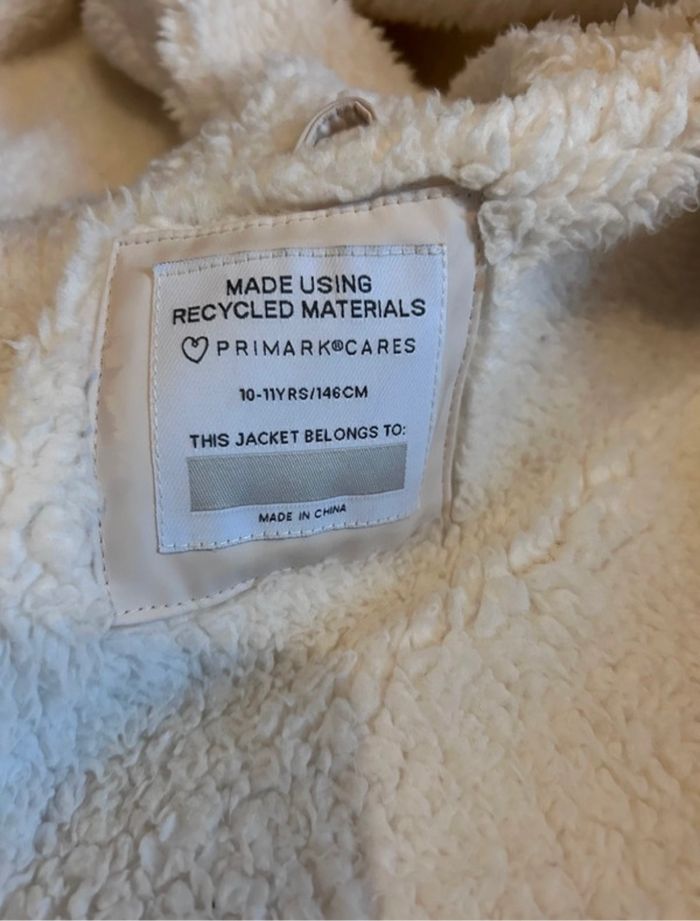 MADE USING
RECYCLED MATERIALS
PRIMARK®CARES
10-11YRS/146CM
THIS JACKET BELONGS TO:
MADE IN CHINA